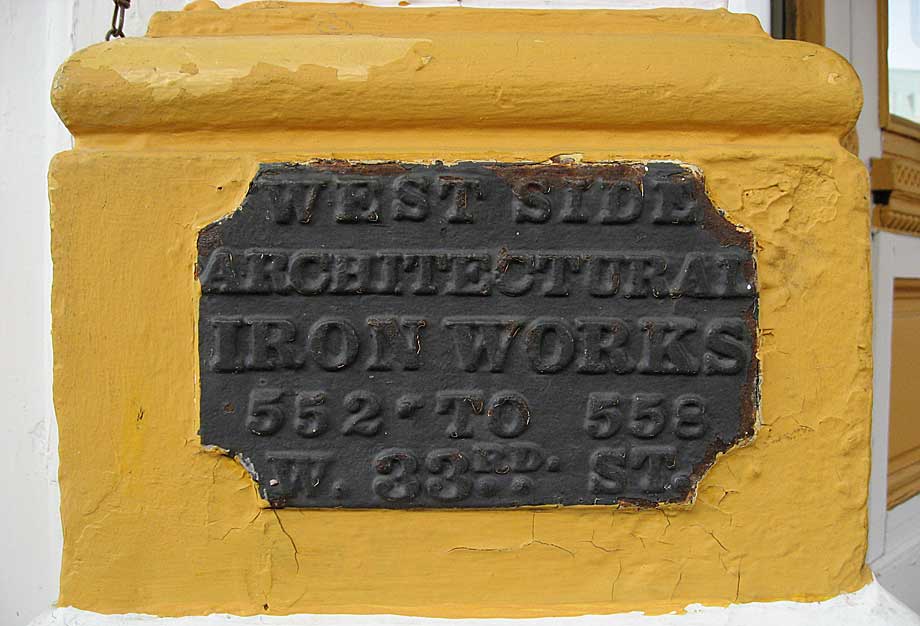 WEST SIDE
ARCHITECTURAL
IRON WORKS
552 TO 558
W. 33RD. ST.